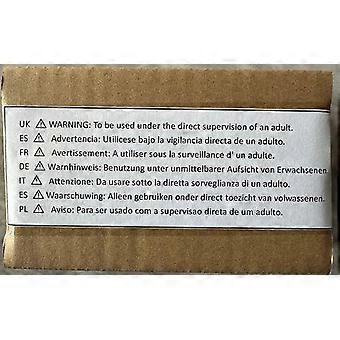 UK ⚠ WARNING: To be used under the direct supervision of an adult.
ES ⚠ Advertencia: Utilicese bajo la vigilancia directa de un adulto.
FR ⚠ Avertissement: A utiliser sous la surveillance d' un adulte.
DE ⚠ Warnhinweis: Benutzung unter unmittelbarer Aufsicht von Erwachsenen.
IT ⚠ Attenzione: Da usare sotto la diretta sorveglianza di un adulto.
ES ⚠ Waarschuwing: Alleen gebruiken onder direct toezicht van volwassenen.
PL ⚠ Aviso: Para ser usado com a supervisao direta de um adulto.